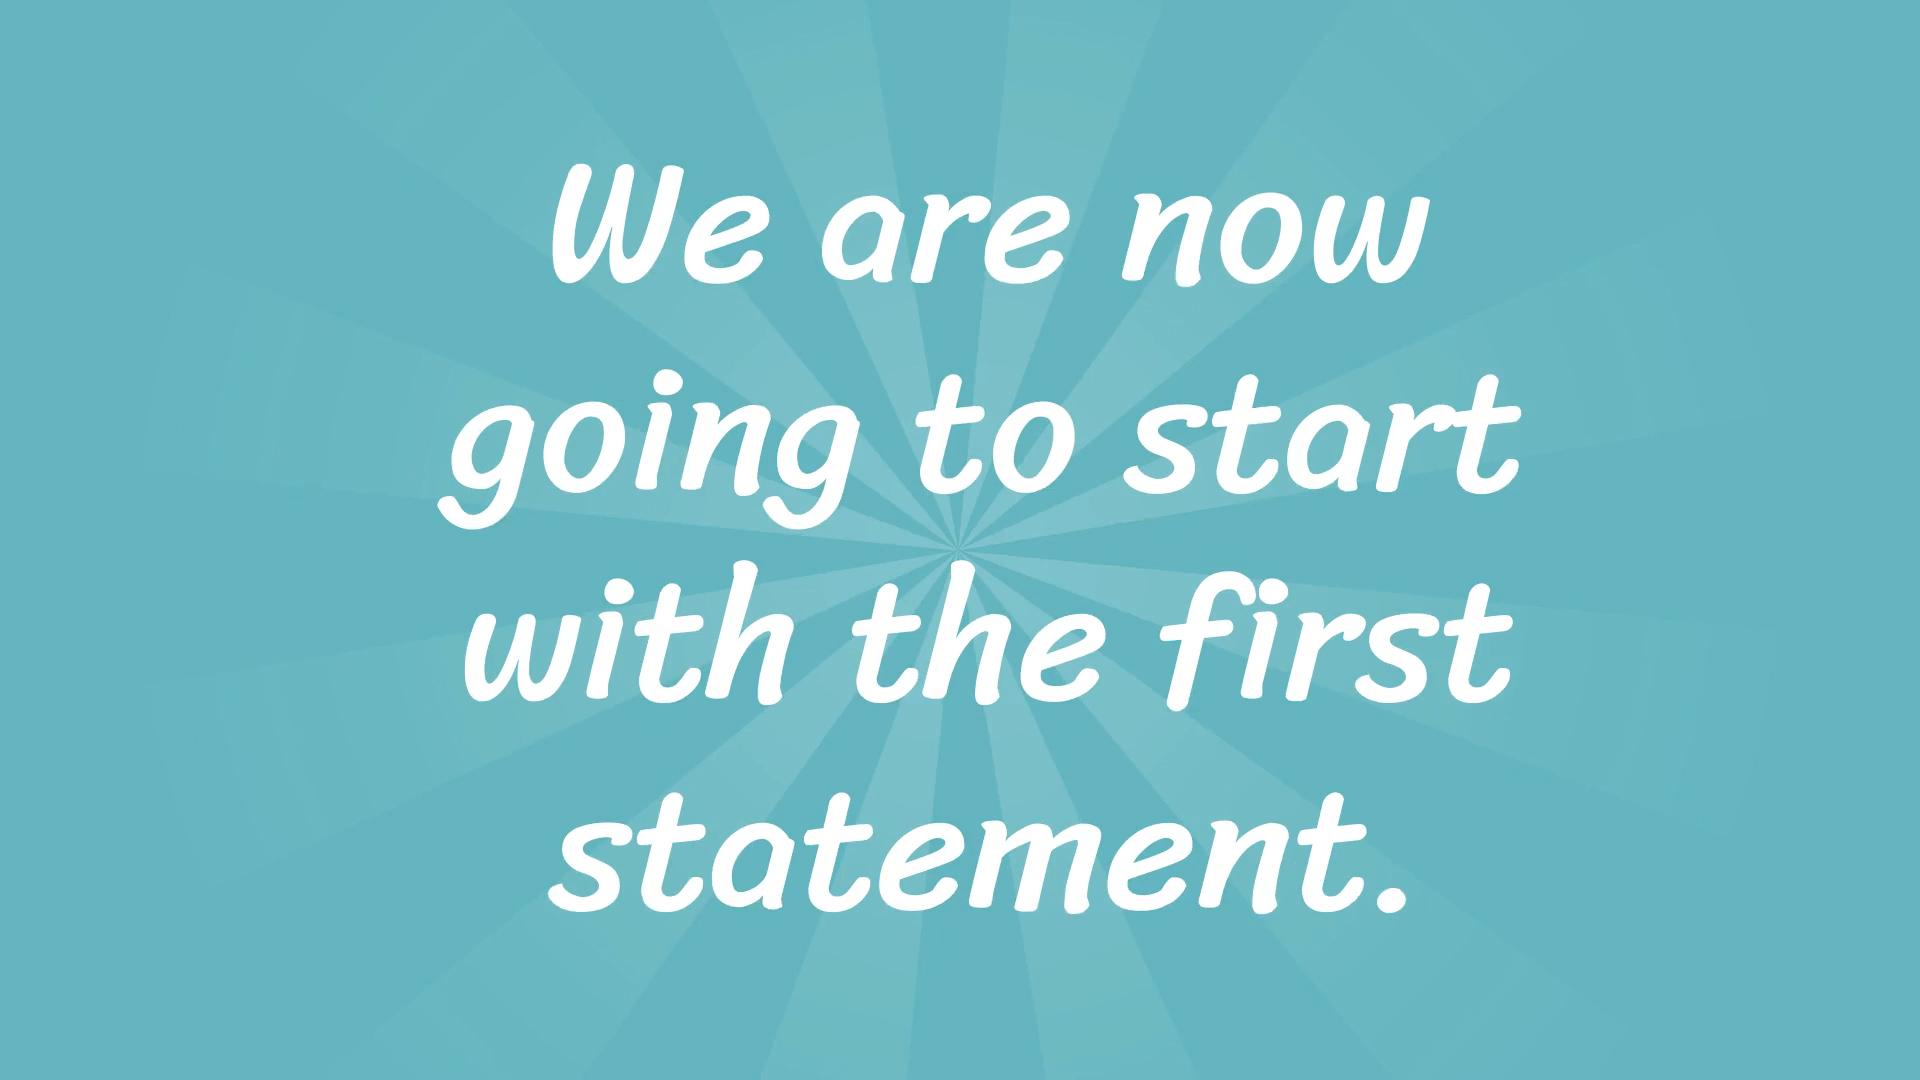 We are now
going to start
with the first
statement.